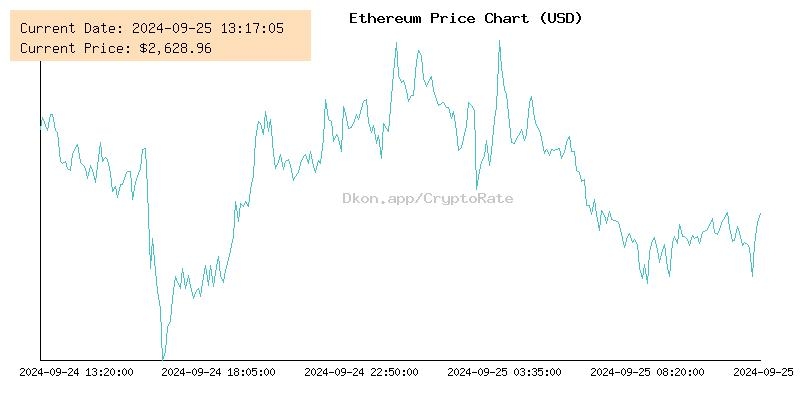 Ethereum Price Chart (USD)
Current Date: 2024-09-25 13:17:05
Current Price: $2,628.96
Dkon.app/CryptoRate
2024-09-24 13:20:00 2024-09-24 18:05:00 2024-09-24 22:50:00 2024-09-25 03:35:00 2024-09-25 08:20:00 2024-09-25